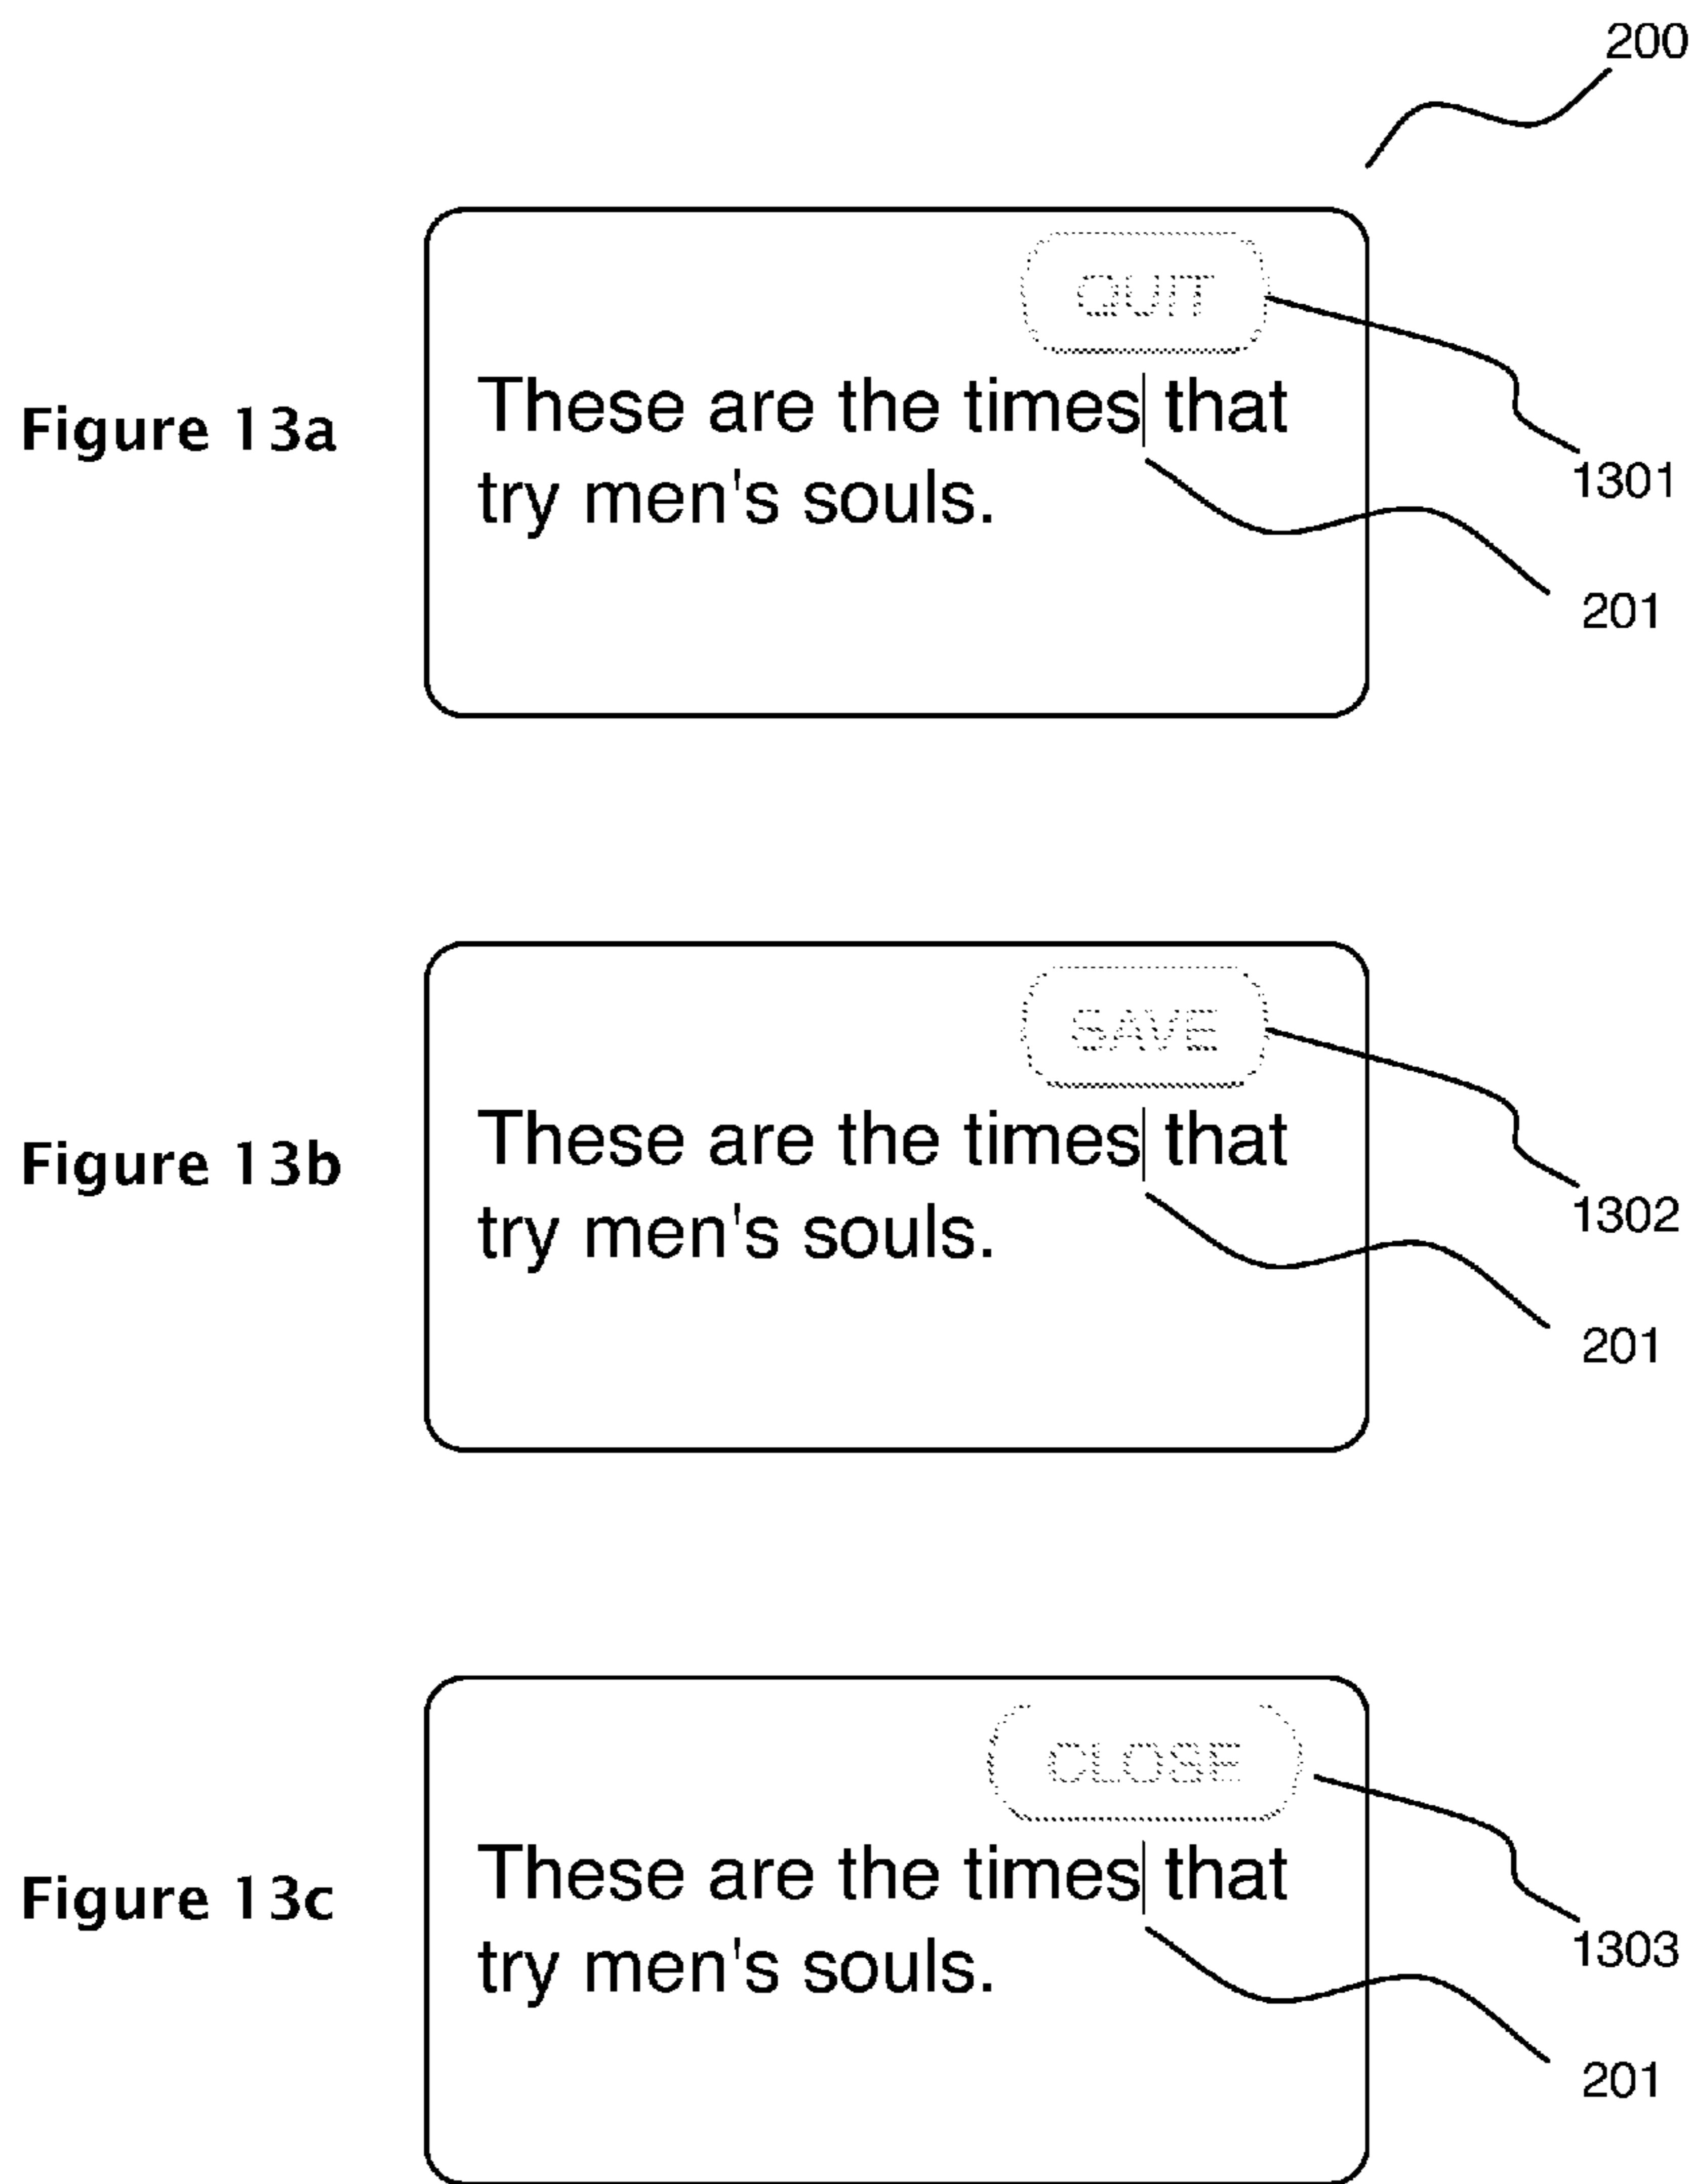 200
QUIT
Figure 13a
These are the times that
try men's souls.
1301
201
SAVE
Figure 13b
These are the times that
try men's souls.
1302
201
CLOSE
Figure 13c
These are the times that
try men's souls.
1303
201